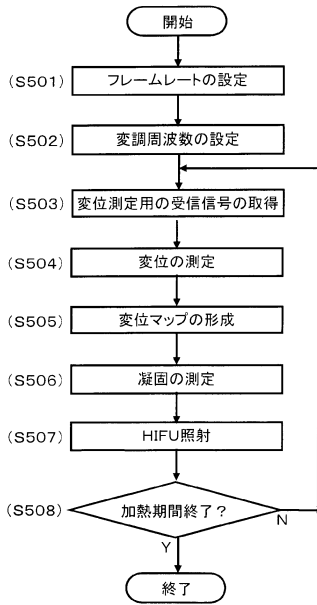 開始
(S501) フレームレートの設定
(S502) 変調周波数の設定
(S503) 変位測定用の受信信号の取得
(S504) 変位の測定
(S505) 変位マップの形成
(S506) 凝固の測定
(S507) HIFU照射
(S508) 加熱期間終了?
N
Y
終了